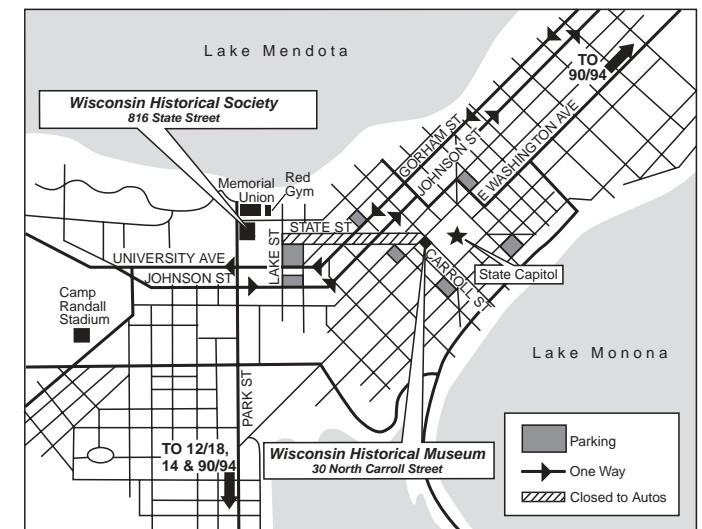 Lake Mendota
TO
90/94
Wisconsin Historical Society
816 State Street
GORHAM ST
JOHNSON ST
E WASHINGTON AVE
Memorial
Union
Red
Gym
STATE ST
LAKE ST
UNIVERSITY AVE
JOHNSON ST
CARROLL ST
State Capitol
Camp
Randall
Stadium
Lake Monona
PARK ST
TO 12/18,
14 & 90/94
Wisconsin Historical Museum
30 North Carroll Street
Parking
One Way
Closed to Autos